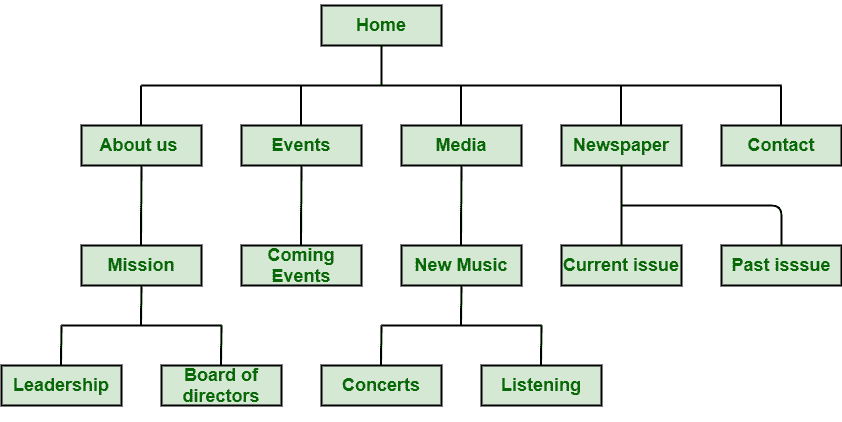 Home
About us
Events
Media
Newspaper
Contact
Mission
Coming
Events
New Music
Current issue
Past isssue
Leadership
Board of
directors
Concerts
Listening